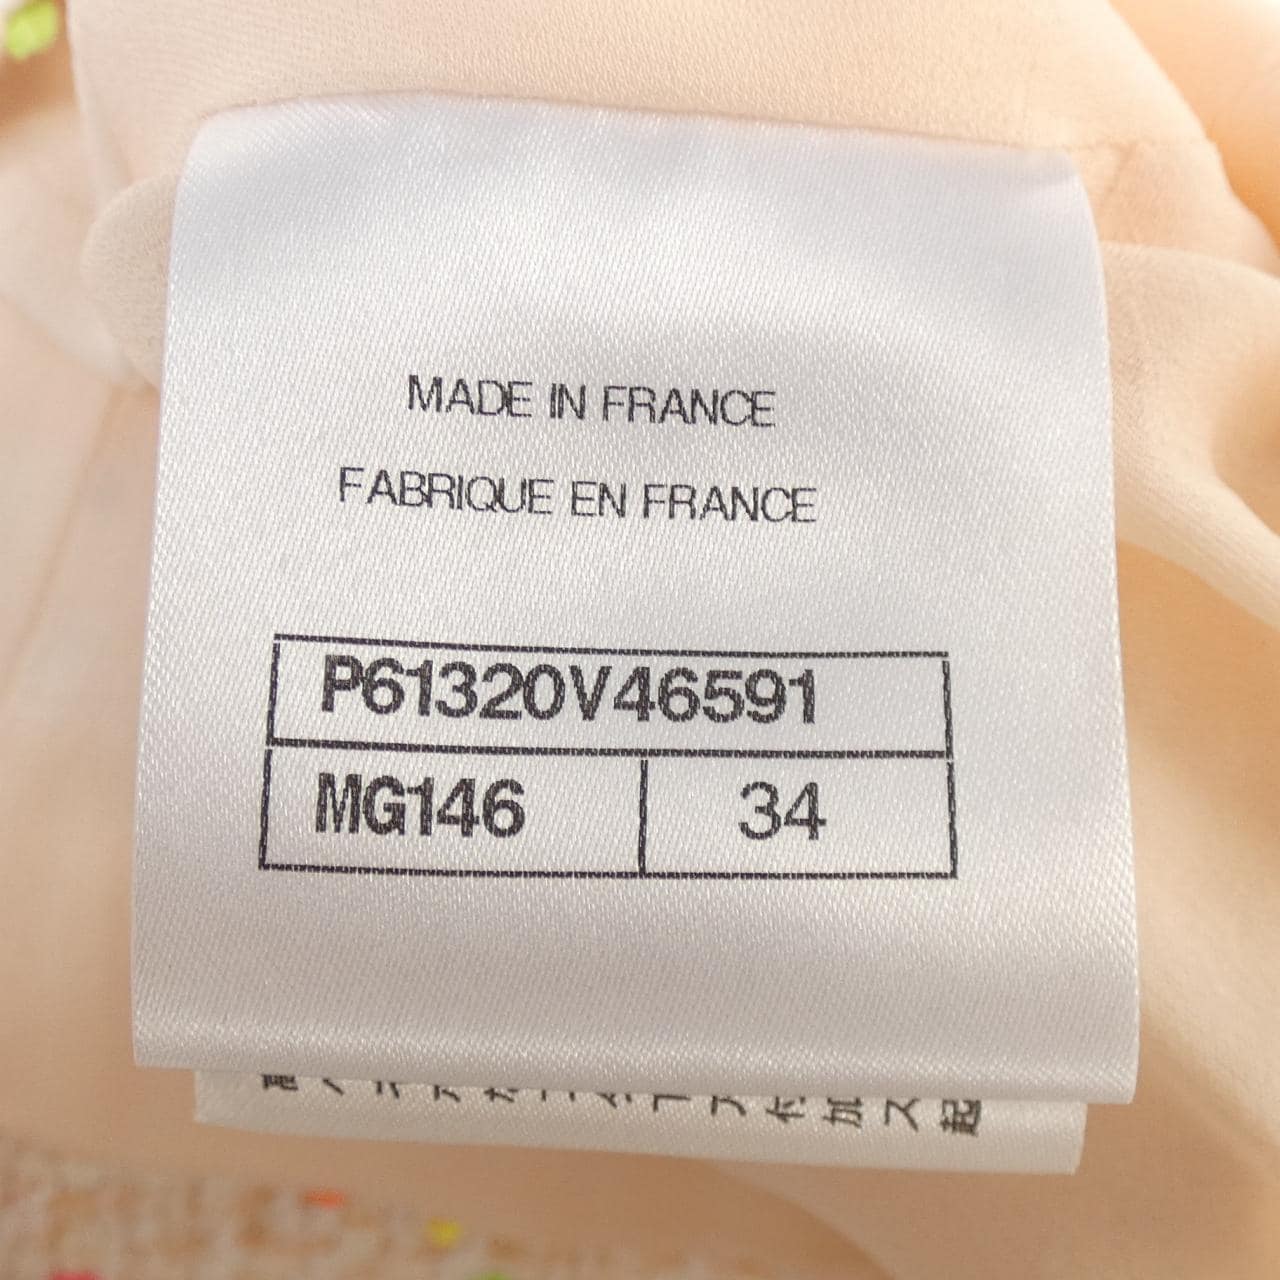 MADE IN FRANCE
FABRIQUE EN FRANCE
P61320V46591
MG146 34